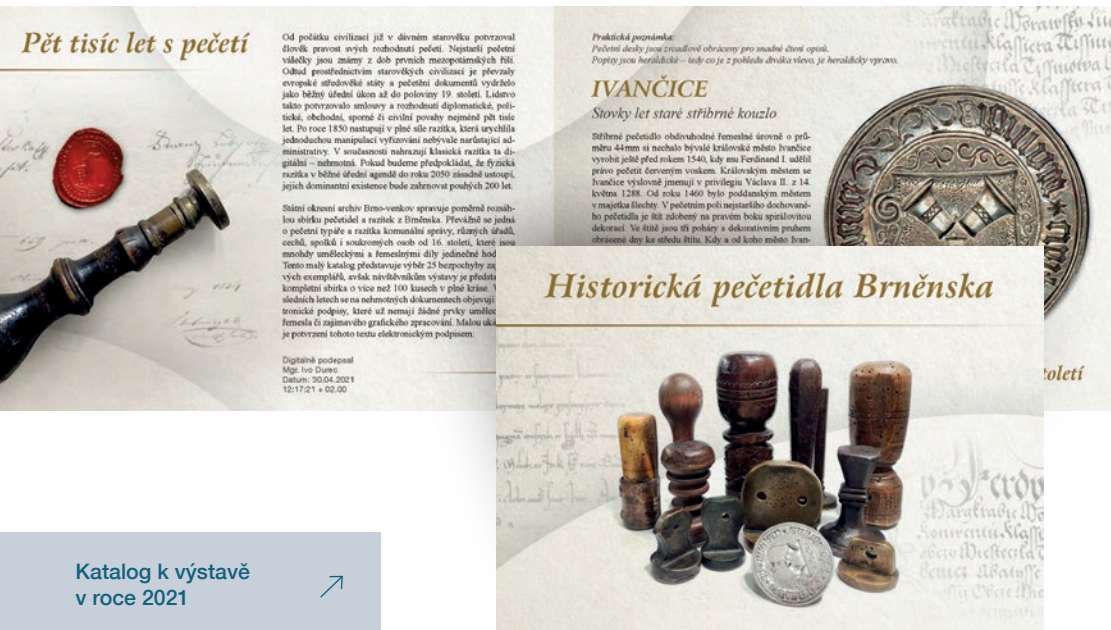 Pět tisíc let s pečetí
Od počátku civilizací již v dávném starověku potvrzoval
člověk pravost svých rozhodnutí pečetí. Nejstarší pečetní
válečky jsou známy z dob prvních mezopotámských říší.
Odtud prostřednictvím starověkých civilizací je převzaly
evropské středověké státy a pečetění dokumentů vydrželo
jako běžný úřední úkon až do poloviny 19. století. Lidstvo
takto potvrzovalo smlouvy a rozhodnutí diplomatické, poli-
tické, obchodní, sporné či civilní povahy nejméně pět tisíc
let. Po roce 1850 nastupují v plné síle razítka, která urychlila
jednoduchou manipulací vyřizování nebývale narůstající ad-
ministrativy. V současnosti nahrazují klasická razítka ta di-
gitální – nehmotná. Pokud budeme předpokládat, že fyzická
razítka v běžné úřední agendě do roku 2050 zásadně ustoupí,
jejich dominantní existence bude zahrnovat pouhých 200 let.
Státní okresní archiv Brno-venkov spravuje poměrně rozsáh-
lou sbírku pečetidel a razítek z Brněnska. Převážně se jedná
o pečetní typáře a razítka komunální správy, různých úřadů,
cechů, spolků i soukromých osob od 16. století, které jsou
mnohdy uměleckými a řemeslnými díly jedinečné hod
Tento malý katalog představuje výběr 25 bezpochyby za
vých exemplářů, avšak návštěvníkům výstavy je předsta
kompletní sbírka o více než 100 kusech v plné kráse.
sledních letech se na nehmotných dokumentech objevují
tronické podpisy, které už nemají žádné prvky umělec
řemesla či zajímavého grafického zpracování. Malou uká
je potvrzení tohoto textu elektronickým podpisem:
Digitálně podepsal
Mgr. Ivo Durec
Datum: 30.04.2021
12:17:21 + 02.00
Praktická poznámka:
Pečetní desky jsou zrcadlově obráceny pro snadné čtení opisů.
Popisy jsou heraldické – tedy co je z pohledu diváka vlevo, je heraldicky vpravo.
IVANČICE
Stovky let staré stříbrné kouzlo
Stříbrné pečetidlo obdivuhodné řemeslné úrovně o prů-
měru 44 mm si nechalo bývalé královské město Ivančice
vyrobit ještě před rokem 1540, kdy mu Ferdinand I. udělil
právo pečetit červeným voskem. Královským městem se
Ivančice výslovně jmenují v privilegiu Václava II. z 14.
května 1288. Od roku 1460 bylo poddanským městem
v majetku šlechty. V pečetním poli nejstaršího dochované-
ho pečetidla je štít zdobený na pravém boku spirálovitou
dekorací. Ve štítě jsou tři poháry s dekorativním pruhem
obrácené dny ke středu štítu. Kdy a od koho město Ivan-
toletí
Historická pečetidla Brněnska
Katalog k výstavě
v roce 2021